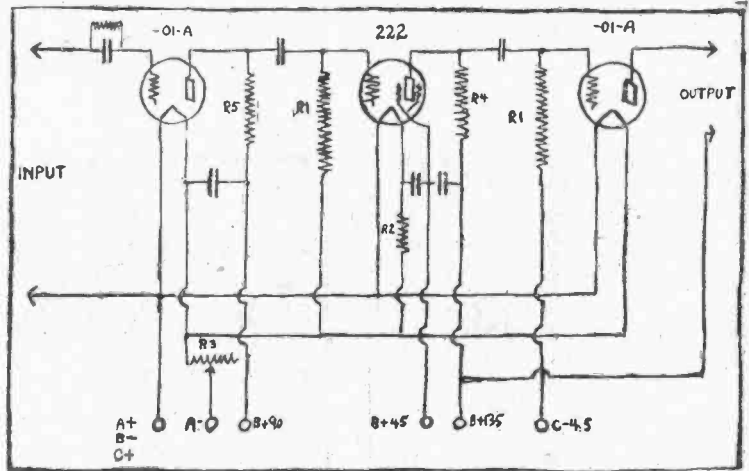 -01-A
222
-01-A
R5
R1
R4
R1
OUTPUT
INPUT
R2
R3
A+
B-
C+
A-
B+90
B+45
B+135
C-4.5